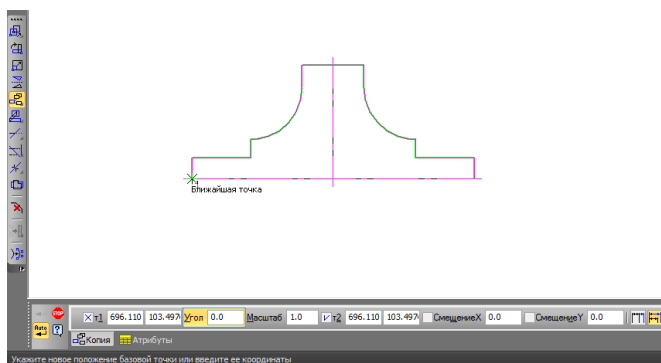 Ближайшая точка
STOP т1 696.110 103.497 Угол 0.0 Масштаб 1.0 т2 696.110 103.497 СмещениеX 0.0 СмещениеY 0.0
Auto
Копия Атрибуты
Укажите новое положение базовой точки или введите ее координаты